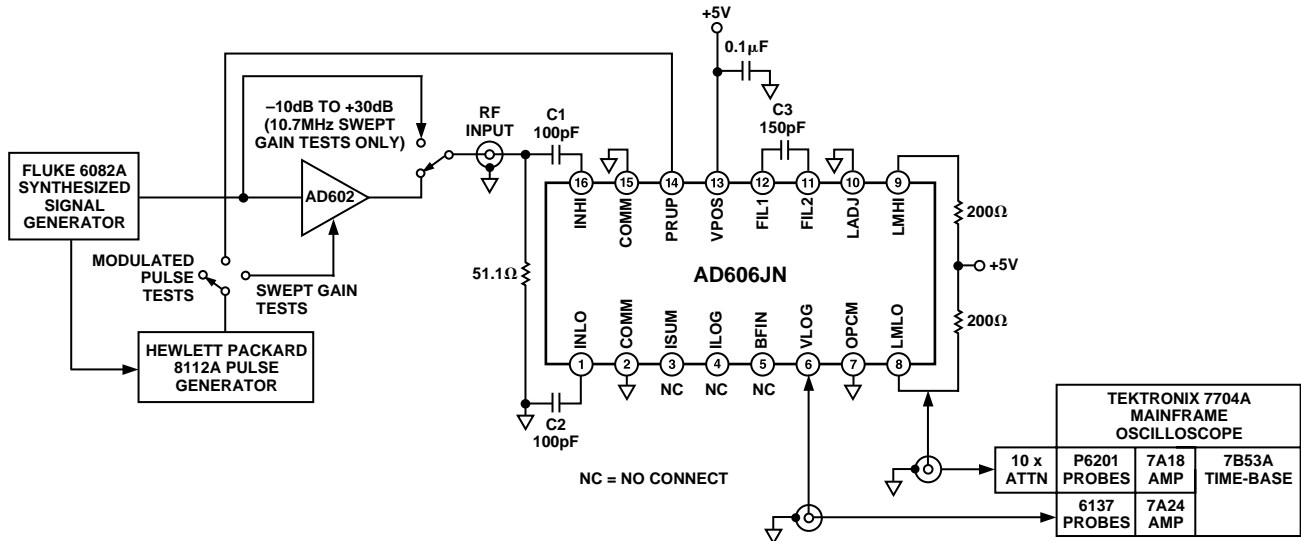 +5V
0.1µF
–10dB TO +30dB
(10.7MHz SWEPT
GAIN TESTS ONLY)
RF
INPUT
C1
100pF
C3
150pF
FLUKE 6082A
SYNTHESIZED
SIGNAL
GENERATOR
AD602
16
15
14
13
12
11
10
9
INHI
COMM
PRUP
VPOS
FIL1
FIL2
LADJ
LMHI
200Ω
MODULATED
PULSE
TESTS
SWEPT GAIN
TESTS
51.1Ω
AD606JN
+5V
200Ω
HEWLETT PACKARD
8112A PULSE
GENERATOR
INLO
COMM
ISUM
ILOG
BFIN
VLOG
OPCM
LMLO
1
2
3
4
5
6
7
8
NC
NC
NC
C2
100pF
NC = NO CONNECT
TEKTRONIX 7704A
MAINFRAME
OSCILLOSCOPE
10 x
ATTN
P6201
PROBES
7A18
AMP
7B53A
TIME-BASE
6137
PROBES
7A24
AMP